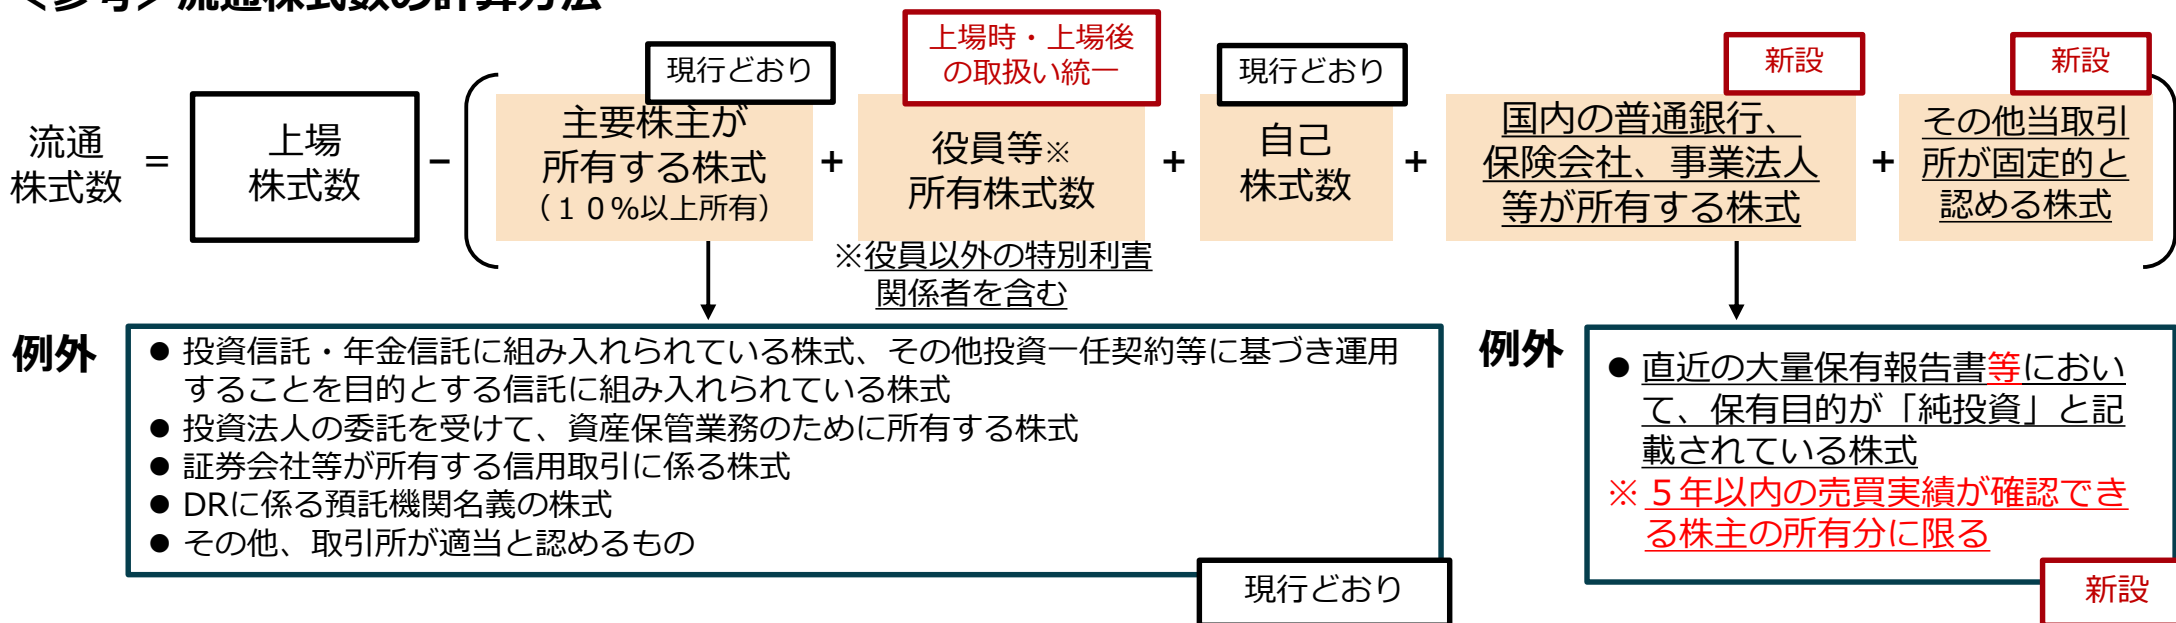 ＜参考＞流通株式数の計算方法
現行どおり
上場時・上場後
の取扱い統一
現行どおり
新設
新設
流通
株式数
＝
上場
株式数
－
主要株主が
所有する株式
（１０%以上所有）
＋
役員等※
所有株式数
＋
自己
株式数
＋
国内の普通銀行、
保険会社、事業法人
等が所有する株式
＋
その他当取引
所が固定的と
認める株式
※役員以外の特別利害
関係者を含む
例外
● 投資信託・年金信託に組み入れられている株式、その他投資一任契約等に基づき運用
することを目的とする信託に組み入れられている株式
● 投資法人の委託を受けて、資産保管業務のために所有する株式
● 証券会社等が所有する信用取引に係る株式
● DRに係る預託機関名義の株式
● その他、取引所が適当と認めるもの
現行どおり
例外
● 直近の大量保有報告書等におい
て、保有目的が「純投資」と記
載されている株式
※５年以内の売買実績が確認でき
る株主の所有分に限る
新設